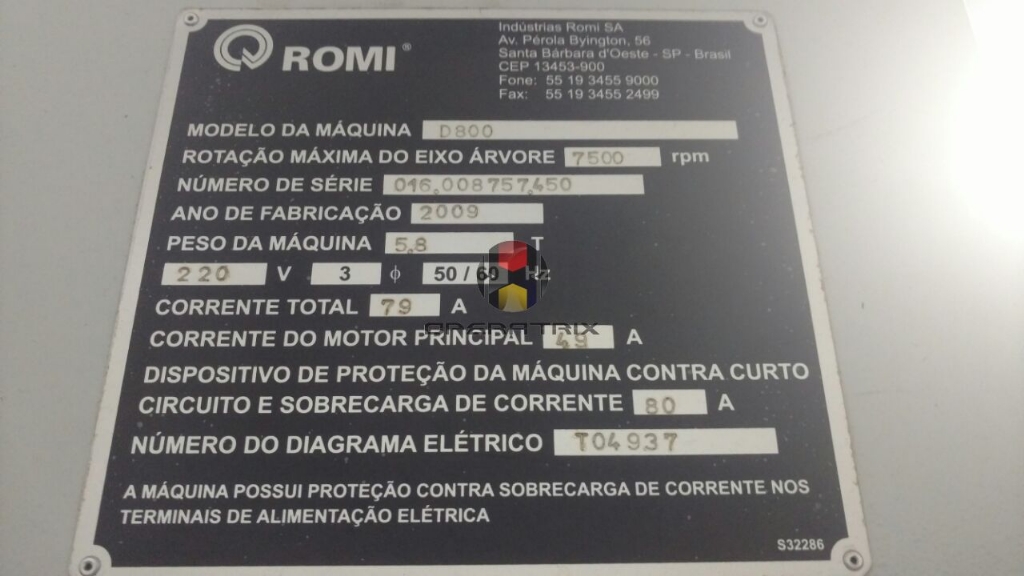 ROMI®
Indústrias Romi SA
Av. Pérola Byington, 56
Santa Bárbara d'Oeste - SP - Brasil
CEP 13453-900
Fone: 55 19 3455 9000
Fax: 55 19 3455 2499
MODELO DA MÁQUINA D800
ROTAÇÃO MÁXIMA DO EIXO ÁRVORE 7500 rpm
NÚMERO DE SÉRIE 016.008757.450
ANO DE FABRICAÇÃO 2009
PESO DA MÁQUINA 5.8 T
220 V 3 ϕ 50 / 60 Hz
CORRENTE TOTAL 79 A
CORRENTE DO MOTOR PRINCIPAL 49 A
DISPOSITIVO DE PROTEÇÃO DA MÁQUINA CONTRA CURTO
CIRCUITO E SOBRECARGA DE CORRENTE 80 A
NÚMERO DO DIAGRAMA ELÉTRICO T04937
A MÁQUINA POSSUI PROTEÇÃO CONTRA SOBRECARGA DE CORRENTE NOS
TERMINAIS DE ALIMENTAÇÃO ELÉTRICA
S32286